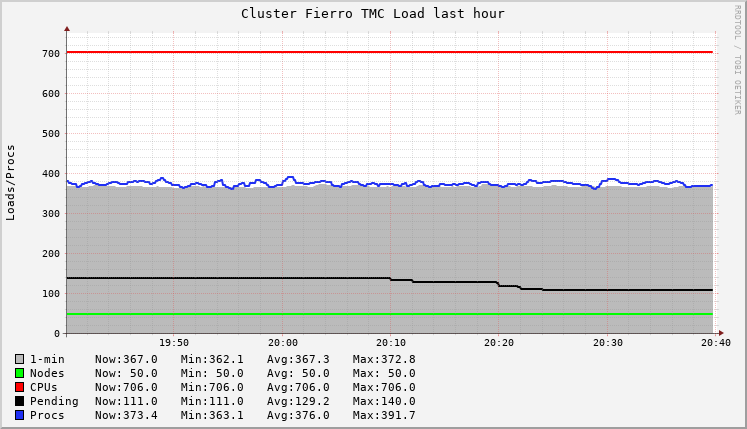 Cluster Fierro TMC Load last hour
RRDTOOL / TOBI OETIKER
Loads/Procs
700
600
500
400
300
200
100
0
19:50 20:00 20:10 20:20 20:30 20:40
1-min Now:367.0 Min:362.1 Avg:367.3 Max:372.8
Nodes Now: 50.0 Min: 50.0 Avg: 50.0 Max: 50.0
CPUs Now:706.0 Min:706.0 Avg:706.0 Max:706.0
Pending Now:111.0 Min:111.0 Avg:129.2 Max:140.0
Procs Now:373.4 Min:363.1 Avg:376.0 Max:391.7